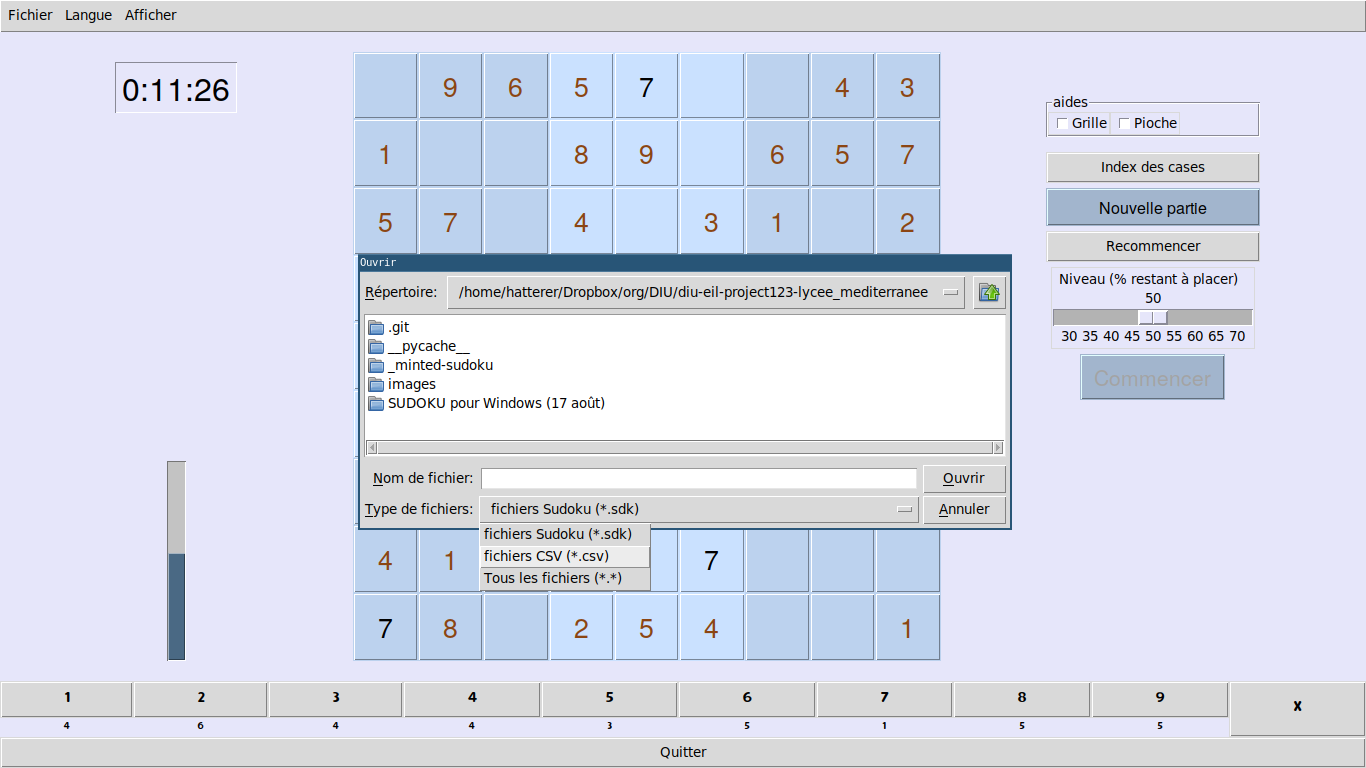 Fichier Langue Afficher
0:11:26
9 6 5 7 4 3
1 8 9 6 5 7
5 7 4 3 1 2
aides
Grille Pioche
Index des cases
Nouvelle partie
Recommencer
Niveau (% restant à placer)
50
30 35 40 45 50 55 60 65 70
Commencer
Ouvrir
Répertoire: /home/hatterer/Dropbox/org/DIU/diu-eil-project123-lycee_mediterranee
.git
__pycache__
_minted-sudoku
images
SUDOKU pour Windows (17 août)
Nom de fichier: Ouvrir
Type de fichiers: fichiers Sudoku (*.sdk) Annuler
fichiers Sudoku (*.sdk)
fichiers CSV (*.csv)
Tous les fichiers (*.*)
4 1 7
7 8 2 5 4 1
1 2 3 4 5 6 7 8 9 x
4 6 4 4 3 5 1 5 5
Quitter